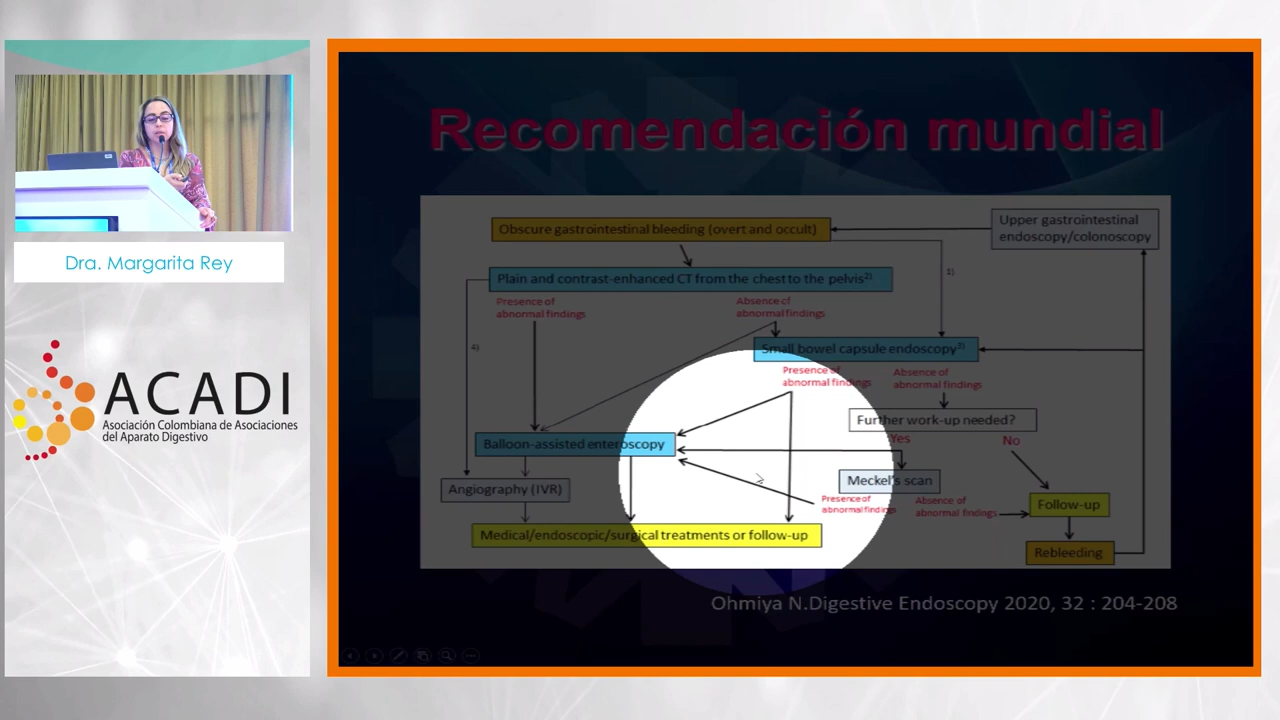 Dra. Margarita Rey
ACADI
Asociación Colombiana de Asociaciones
del Aparato Digestivo
Recomendación mundial
Upper gastrointestinal
endoscopy/colonoscopy
Obscure gastrointestinal bleeding (overt and occult)
1)
Plain and contrast-enhanced CT from the chest to the pelvis2)
Presence of
abnormal findings
Absence of
abnormal findings
4)
Small bowel capsule endoscopy3)
Presence of
abnormal findings
Absence of
abnormal findings
Further work-up needed?
Yes
No
Balloon-assisted enteroscopy
Meckel's scan
Angiography (IVR)
Presence of
abnormal findings
Absence of
abnormal findings
Follow-up
Medical/endoscopic/surgical treatments or follow-up
Rebleeding
Ohmiya N.Digestive Endoscopy 2020, 32 : 204-208